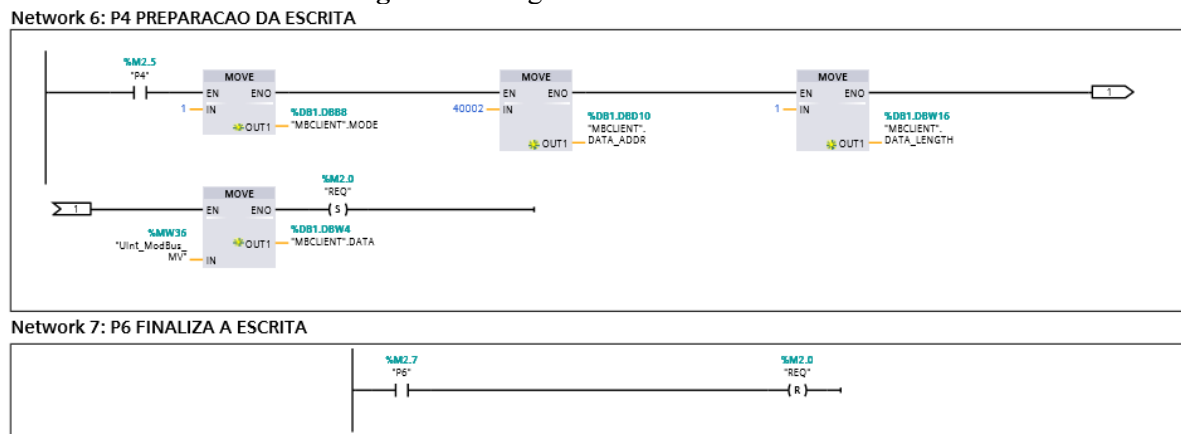 Network 6: P4 PREPARACAO DA ESCRITA
%M2.5
"P4"
MOVE
EN ENO
1 IN
OUT1
%DB1.DBB8
"MBCLIENT".MODE
MOVE
EN ENO
40002 IN
OUT1
%DB1.DBD10
"MBCLIENT".
DATA_ADDR
MOVE
EN ENO
1 IN
OUT1
%DB1.DBW16
"MBCLIENT".
DATA_LENGTH
1
1
MOVE
EN ENO
%MW36
"UInt_ModBus_
MV"
IN
OUT1
%DB1.DBW4
"MBCLIENT".DATA
%M2.0
"REQ"
S
Network 7: P6 FINALIZA A ESCRITA
%M2.7
"P6"
%M2.0
"REQ"
R